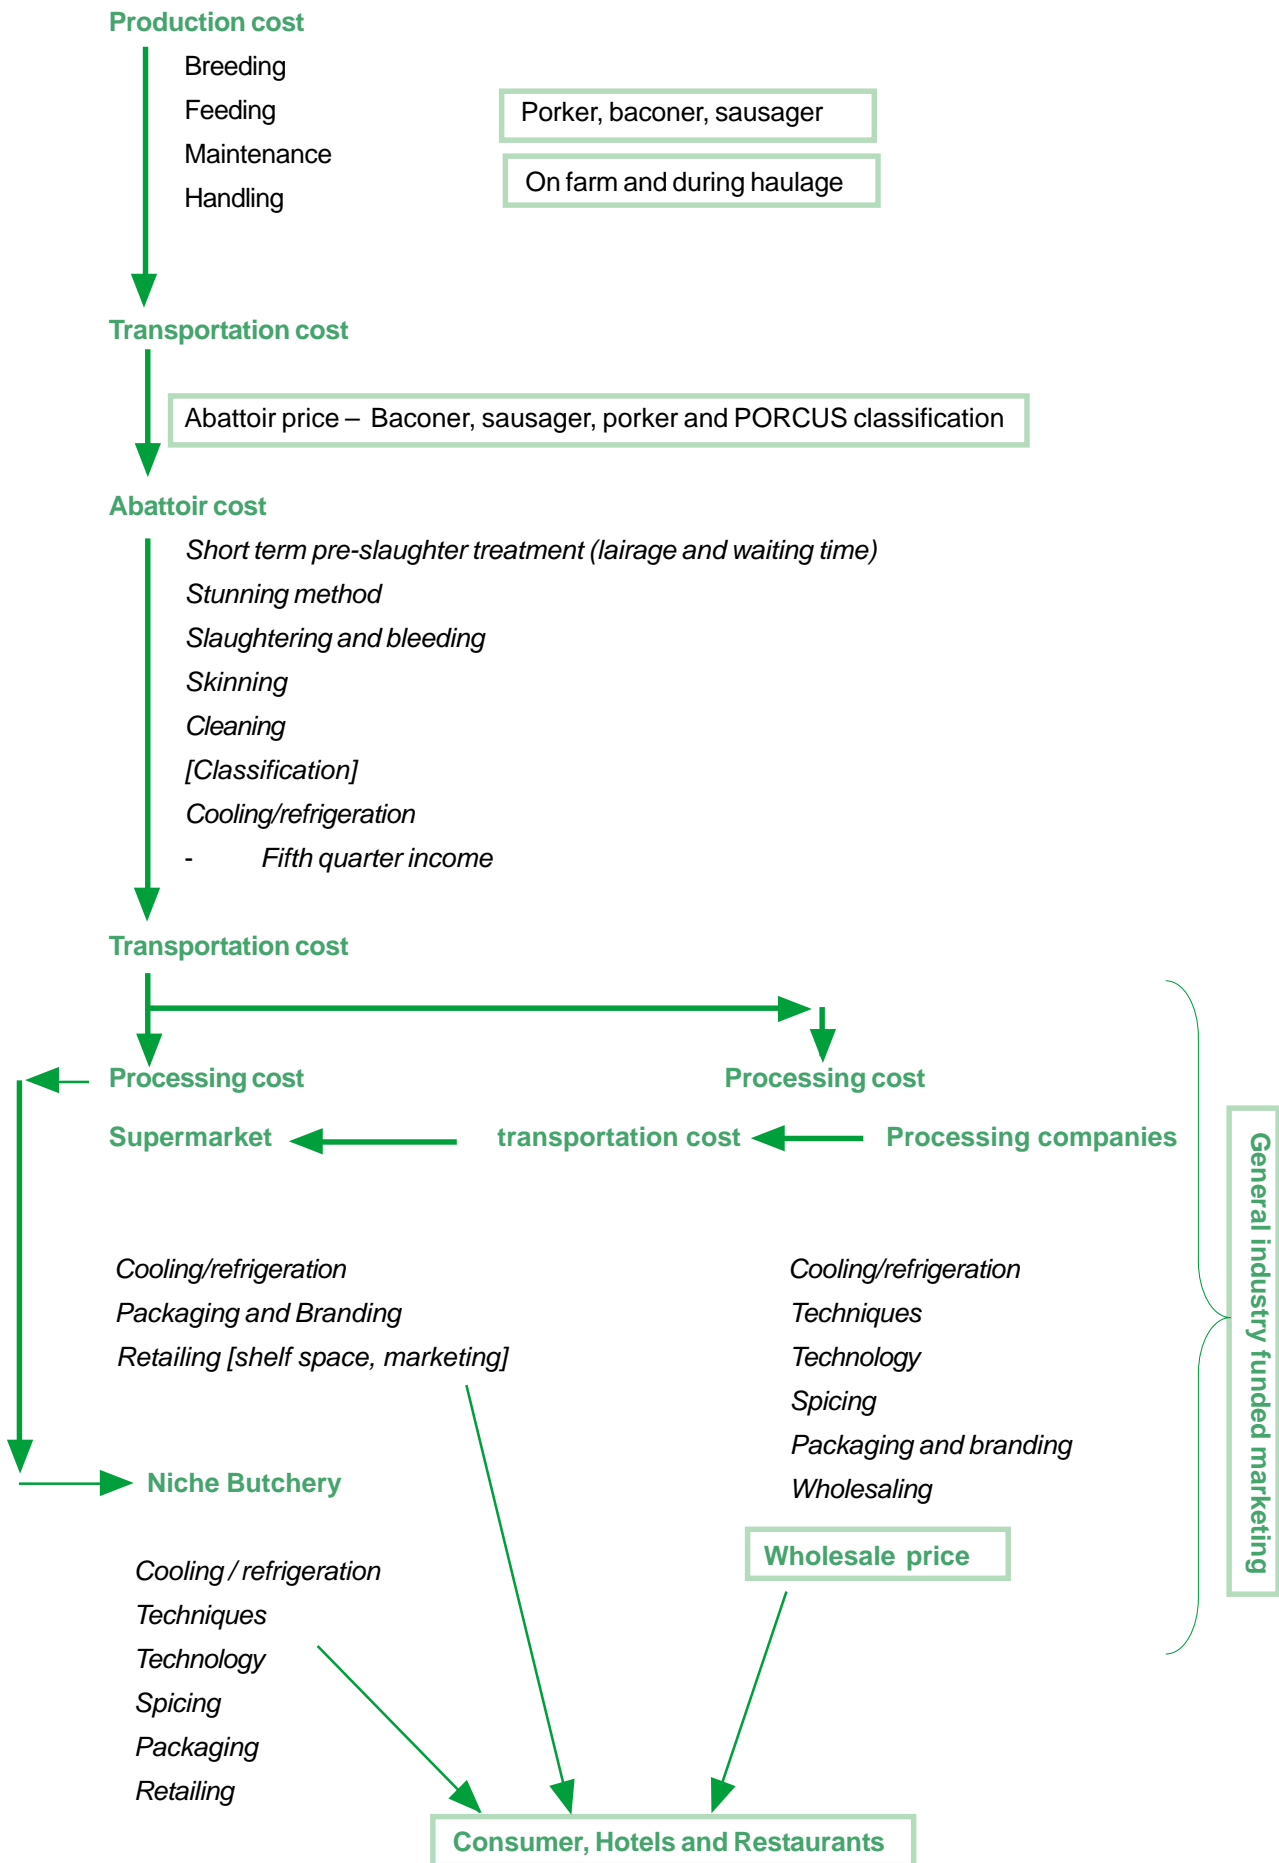 Production cost
Breeding
Feeding
Porker, baconer, sausager
Maintenance
On farm and during haulage
Handling
Transportation cost
Abattoir price – Baconer, sausager, porker and PORCUS classification
Abattoir cost
Short term pre-slaughter treatment (lairage and waiting time)
Stunning method
Slaughtering and bleeding
Skinning
Cleaning
[Classification]
Cooling/refrigeration
- Fifth quarter income
Transportation cost
Processing cost
Processing cost
Supermarket
transportation cost
Processing companies
Cooling/refrigeration
Packaging and Branding
Retailing [shelf space, marketing]
Cooling/refrigeration
Techniques
Technology
Spicing
Packaging and branding
Wholesaling
Wholesale price
General industry funded marketing
Niche Butchery
Cooling / refrigeration
Techniques
Technology
Spicing
Packaging
Retailing
Consumer, Hotels and Restaurants